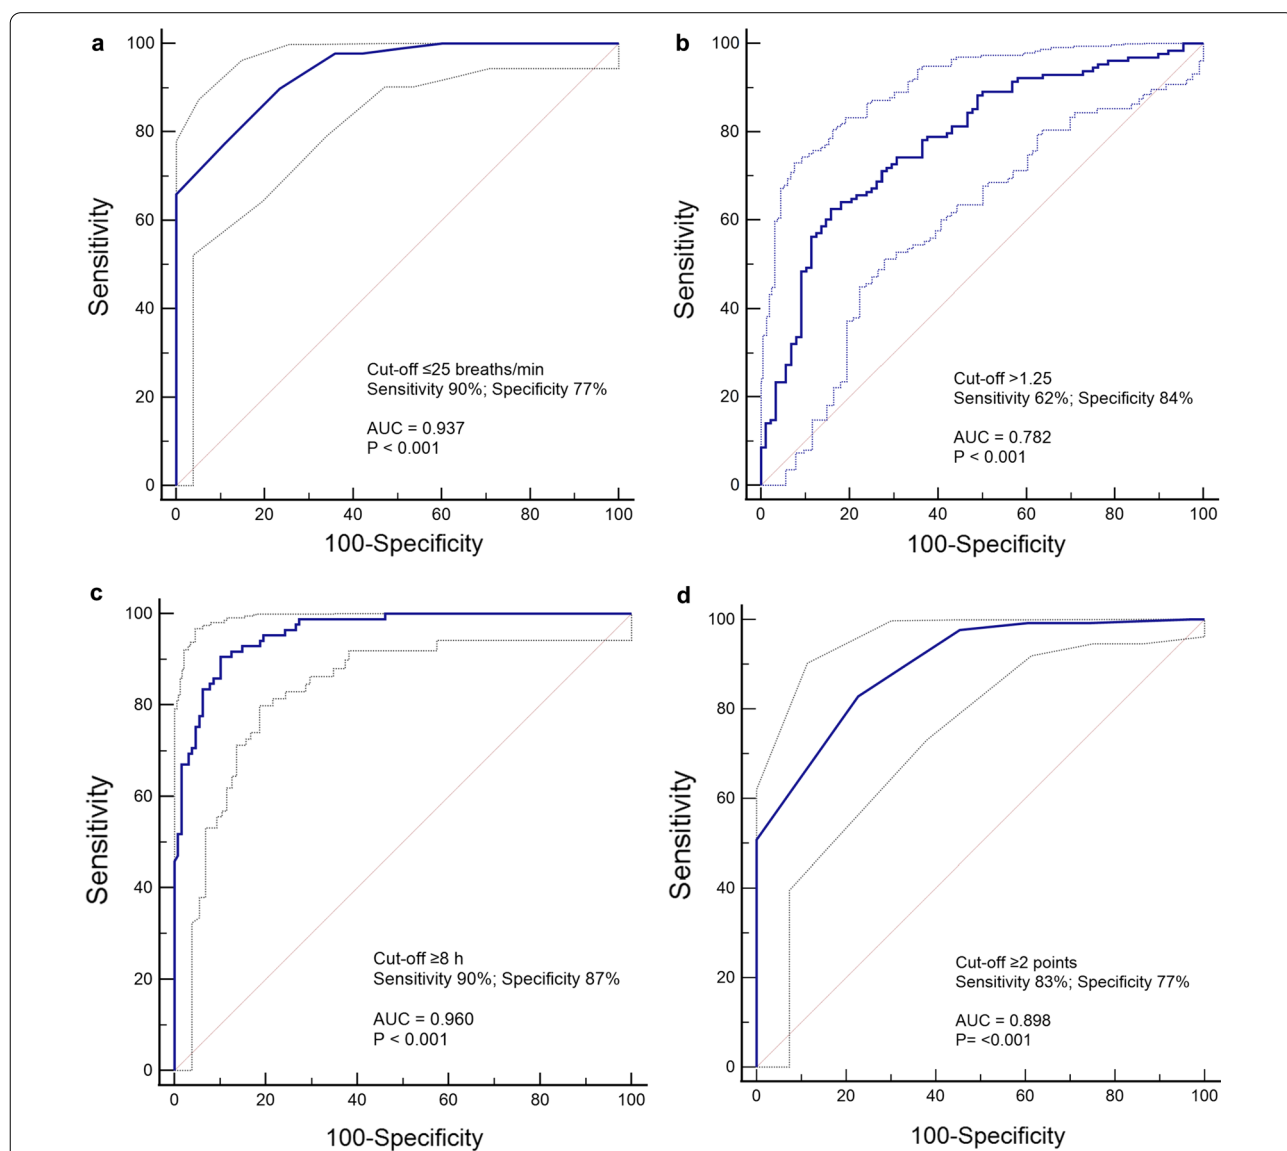 a
100
80
60
40
20
0
Sensitivity
Cut-off ≤25 breaths/min
Sensitivity 90%; Specificity 77%
AUC = 0.937
P < 0.001
0 20 40 60 80 100
100-Specificity
b
100
80
60
40
20
0
Sensitivity
Cut-off >1.25
Sensitivity 62%; Specificity 84%
AUC = 0.782
P < 0.001
0 20 40 60 80 100
100-Specificity
c
100
80
60
40
20
0
Sensitivity
Cut-off ≥8 h
Sensitivity 90%; Specificity 87%
AUC = 0.960
P < 0.001
0 20 40 60 80 100
100-Specificity
d
100
80
60
40
20
0
Sensitivity
Cut-off ≥2 points
Sensitivity 83%; Specificity 77%
AUC = 0.898
P= <0.001
0 20 40 60 80 100
100-Specificity